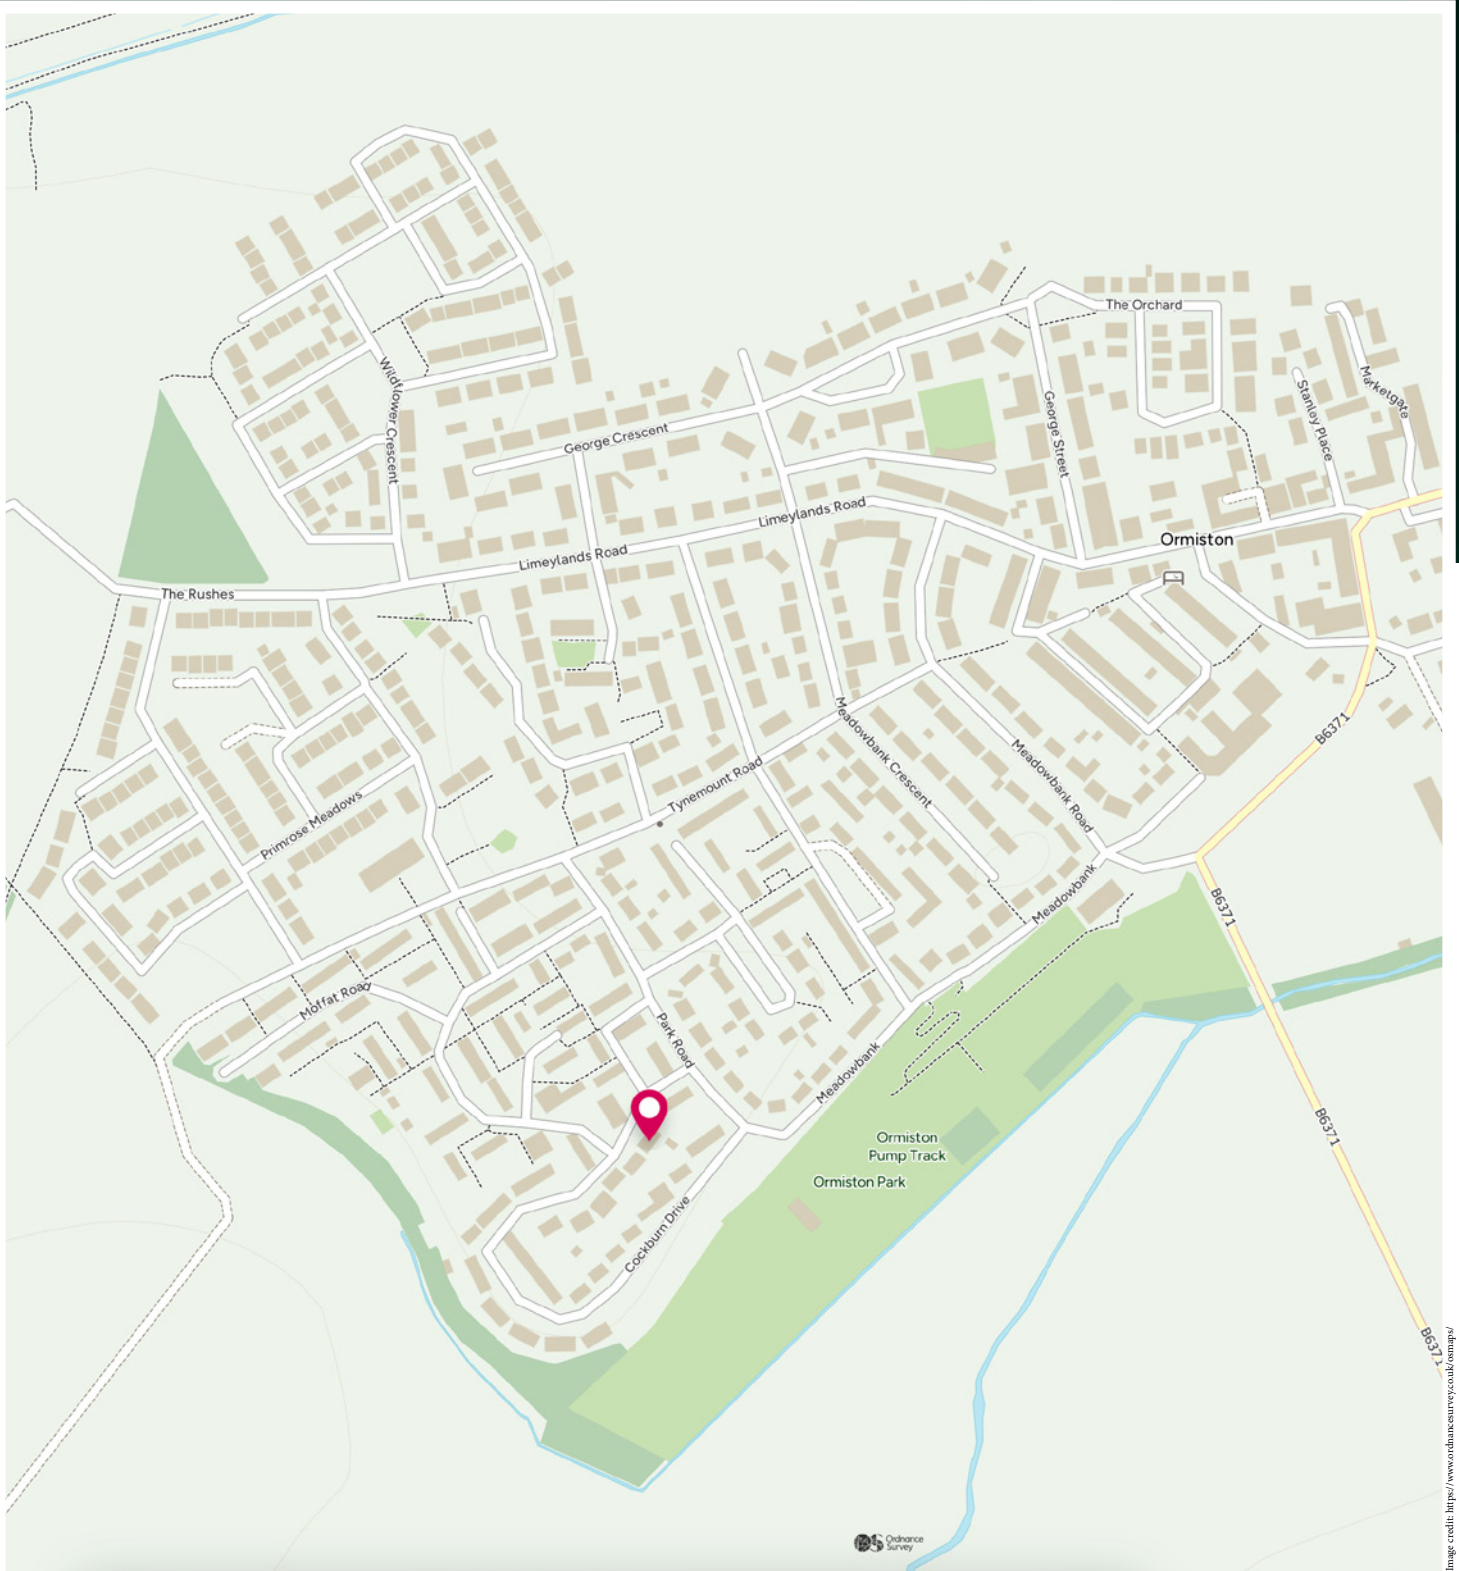 The Orchard
Marketgate
Wildflower Crescent
Stanley Place
George Street
George Crescent
Limeylands Road
Ormiston
Limeylands Road
The Rushes
Meadowbank Crescent
B6371
Meadowbank Road
Tynemount Road
Primrose Meadows
Meadowbank
B6371
Moffat Road
Park Road
Meadowbank
B6371
Ormiston
Pump Track
Ormiston Park
Cockburn Drive
B6371
Image credit: https://www.ordnancesurvey.co.uk/osmaps/
OS Ordnance
Survey